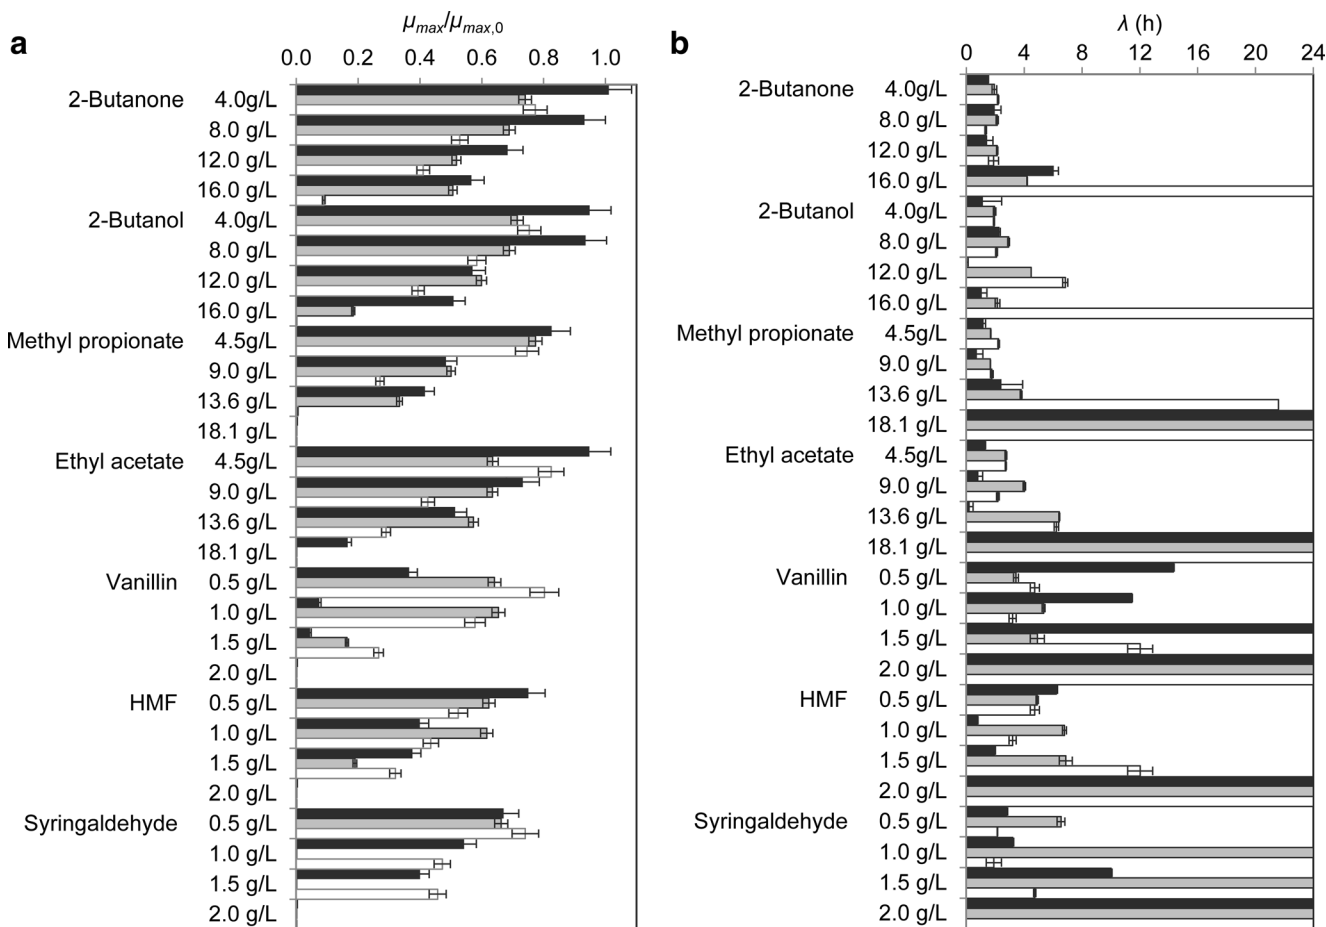 a
μmax/μmax,0
0.0 0.2 0.4 0.6 0.8 1.0
2-Butanone 4.0g/L
8.0 g/L
12.0 g/L
16.0 g/L
2-Butanol 4.0g/L
8.0 g/L
12.0 g/L
16.0 g/L
Methyl propionate 4.5g/L
9.0 g/L
13.6 g/L
18.1 g/L
Ethyl acetate 4.5g/L
9.0 g/L
13.6 g/L
18.1 g/L
Vanillin 0.5 g/L
1.0 g/L
1.5 g/L
2.0 g/L
HMF 0.5 g/L
1.0 g/L
1.5 g/L
2.0 g/L
Syringaldehyde 0.5 g/L
1.0 g/L
1.5 g/L
2.0 g/L
b
λ (h)
0 4 8 12 16 20 24
2-Butanone 4.0g/L
8.0 g/L
12.0 g/L
16.0 g/L
2-Butanol 4.0g/L
8.0 g/L
12.0 g/L
16.0 g/L
Methyl propionate 4.5g/L
9.0 g/L
13.6 g/L
18.1 g/L
Ethyl acetate 4.5g/L
9.0 g/L
13.6 g/L
18.1 g/L
Vanillin 0.5 g/L
1.0 g/L
1.5 g/L
2.0 g/L
HMF 0.5 g/L
1.0 g/L
1.5 g/L
2.0 g/L
Syringaldehyde 0.5 g/L
1.0 g/L
1.5 g/L
2.0 g/L